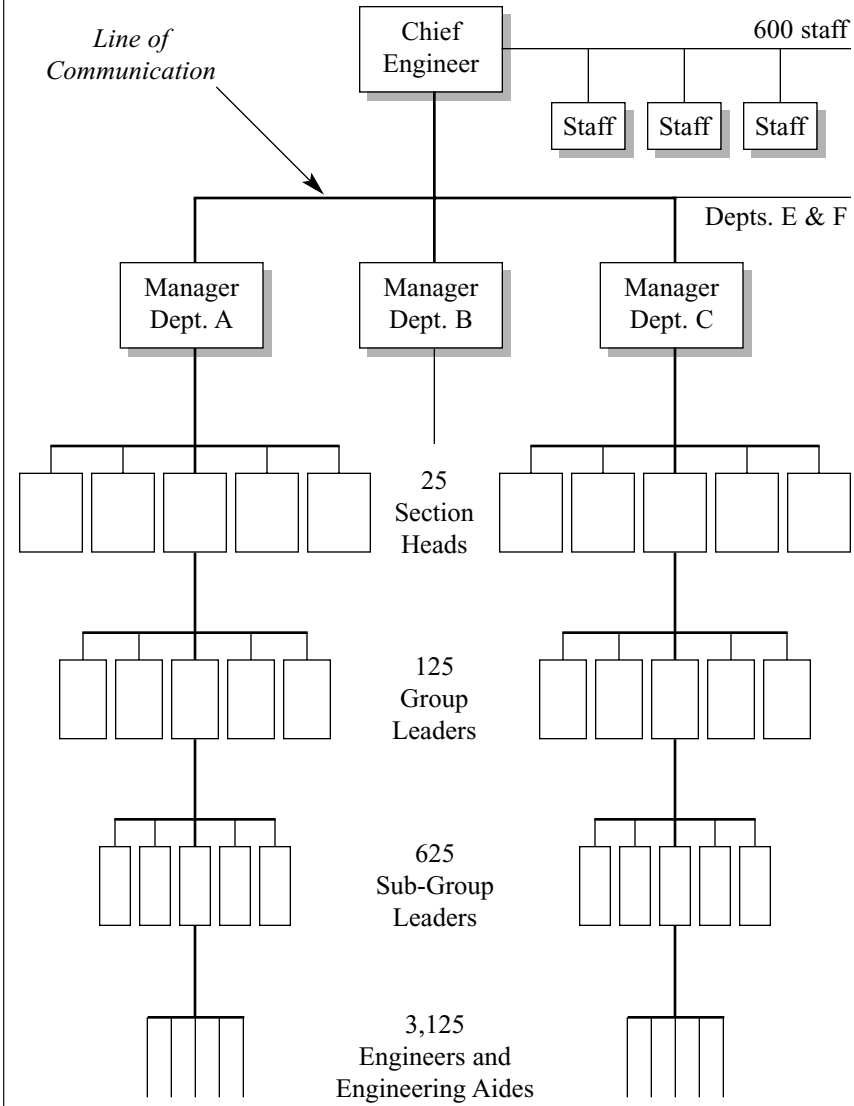 Line of
Communication
Chief
Engineer
600 staff
Staff
Staff
Staff
Depts. E & F
Manager
Dept. A
Manager
Dept. B
Manager
Dept. C
25
Section
Heads
125
Group
Leaders
625
Sub-Group
Leaders
3,125
Engineers and
Engineering Aides